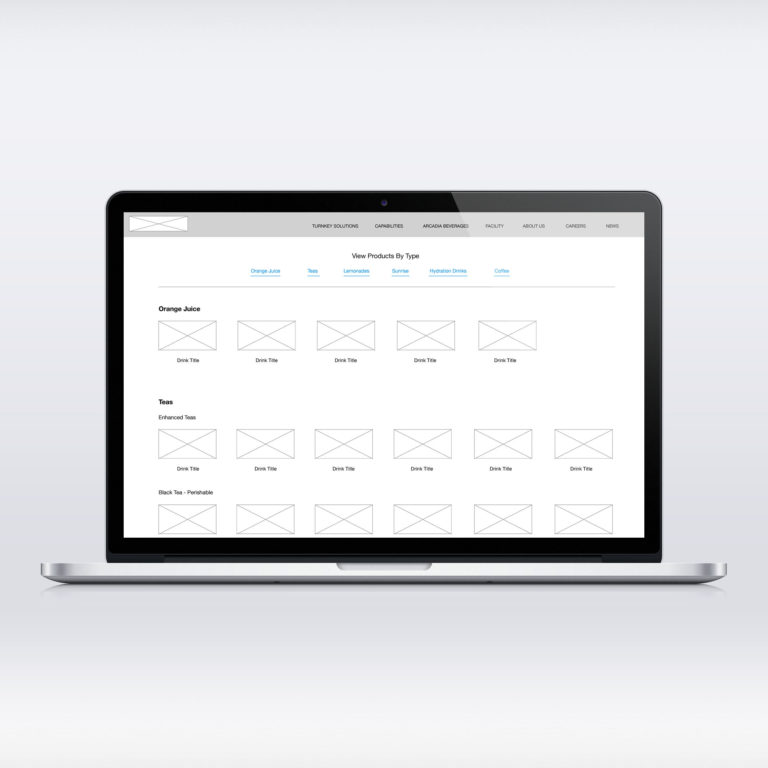 TURNKEY SOLUTIONS CAPABILITIES ARCADIA BEVERAGES FACILITY ABOUT US CAREERS NEWS
View Products By Type
Orange Juice Teas Lemonades Sunrise Hydration Drinks Coffee
Orange Juice
Drink Title Drink Title Drink Title Drink Title Drink Title
Teas
Enhanced Teas
Drink Title Drink Title Drink Title Drink Title Drink Title Drink Title
Black Tea - Perishable